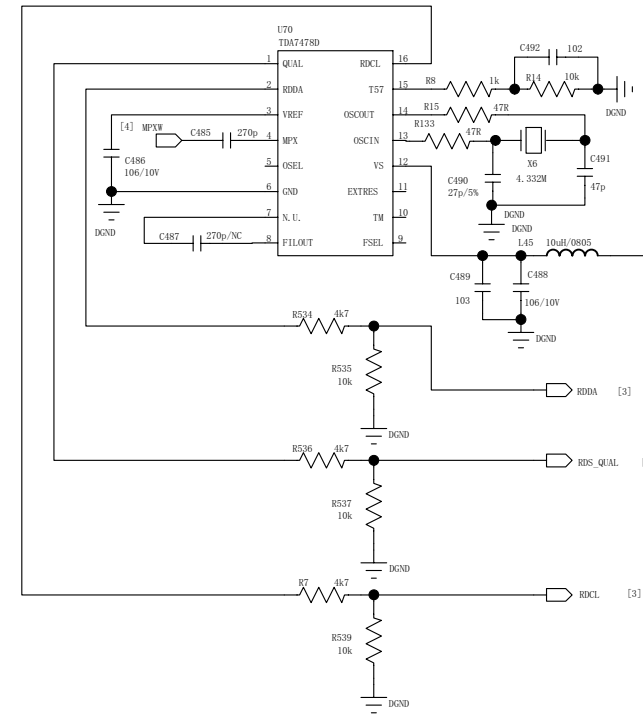 U70
TDA7478D
1 QUAL RDCL 16
2 RDDA T57 15
3 VREF OSCOUT 14
4 MPX OSCIN 13
5 OSEL VS 12
6 GND EXTRES 11
7 N.U. TM 10
8 FILOUT FSEL 9
C492 102
R8 1k
R14 10k
DGND
R15 47R
R133 47R
[4] MPXW
C485 270p
C486
106/10V
DGND
C487 270p/NC
X6
4.332M
C490
27p/5%
C491
47p
DGND
DGND
L45 10uH/0805
C489
103
C488
106/10V
DGND
R534 4k7
R535
10k
DGND
RDDA [3]
R536 4k7
R537
10k
DGND
RDS_QUAL
R7 4k7
R539
10k
DGND
RDCL [3]